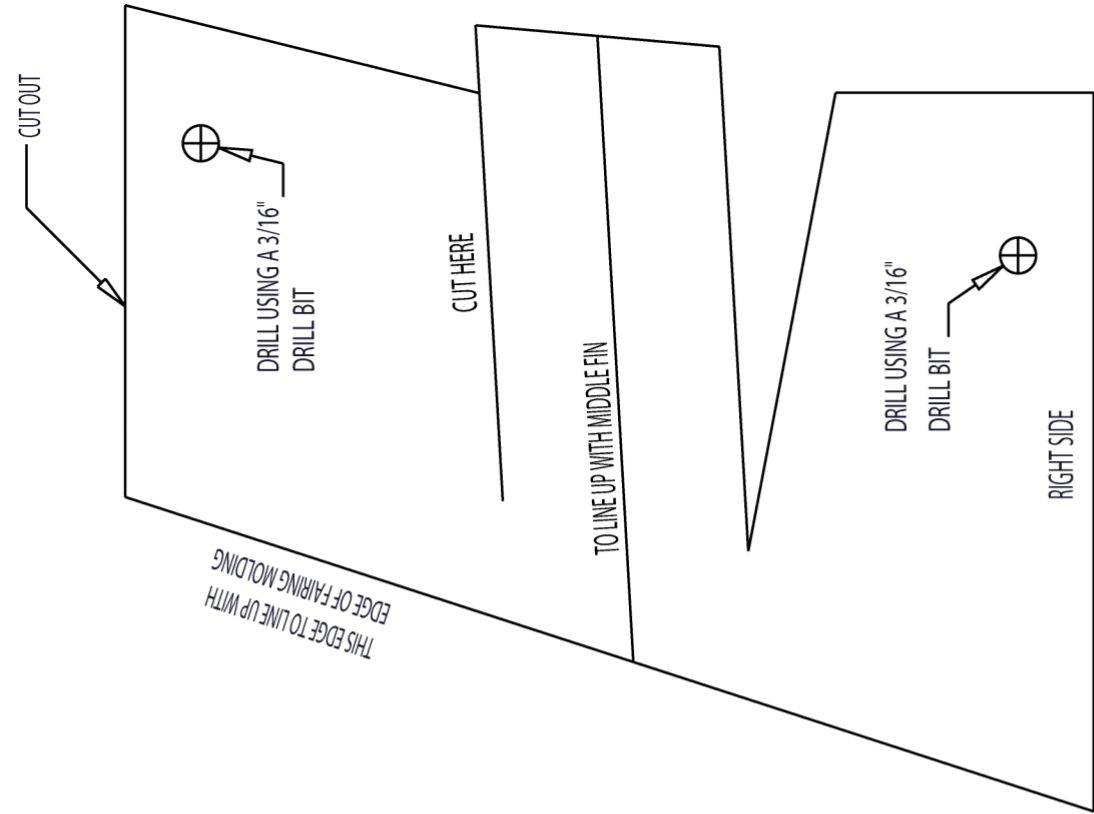 CUT OUT
DRILL USING A 3/16"
DRILL BIT
CUT HERE
TO LINE UP WITH MIDDLE FIN
THIS EDGE TO LINE UP WITH
EDGE OF FAIRING MOLDING
DRILL USING A 3/16"
DRILL BIT
RIGHT SIDE